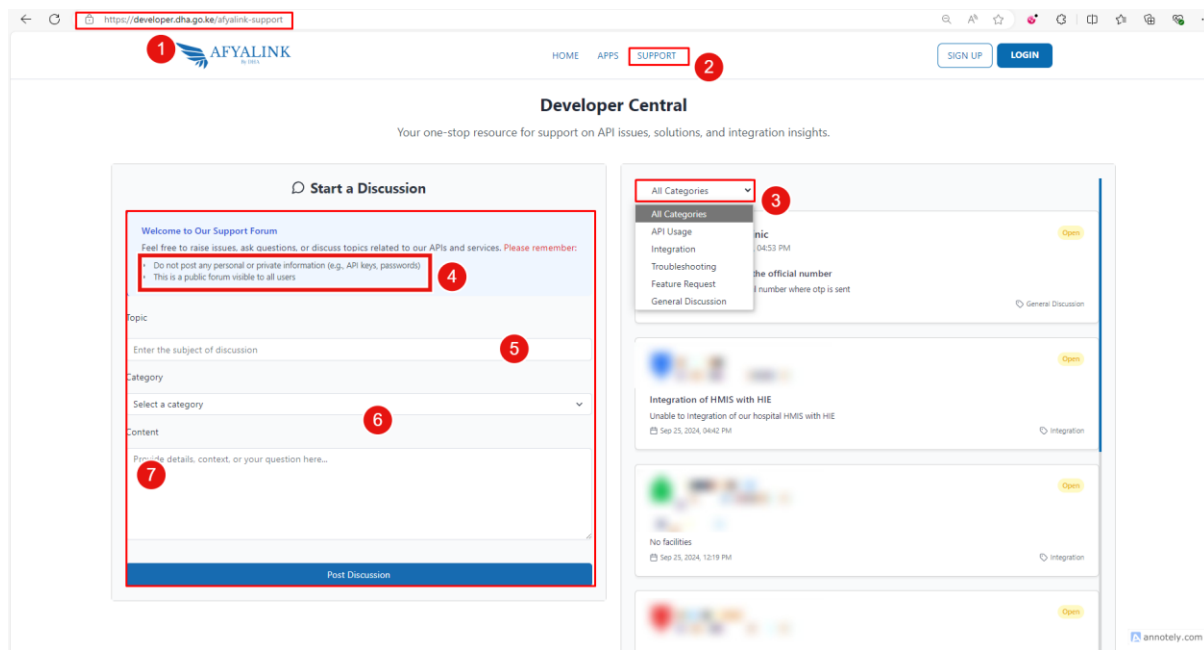 https://developer.dha.go.ke/afyalink-support
1
AFYALINK
By DHA
HOME
APPS
SUPPORT
2
SIGN UP
LOGIN
Developer Central
Your one-stop resource for support on API issues, solutions, and integration insights.
Start a Discussion
Welcome to Our Support Forum
Feel free to raise issues, ask questions, or discuss topics related to our APIs and services. Please remember:
Do not post any personal or private information (e.g., API keys, passwords)
This is a public forum visible to all users
4
Topic
Enter the subject of discussion
5
Category
Select a category
6
Content
Provide details, context, or your question here...
7
Post Discussion
All Categories
3
All Categories
API Usage
Integration
Troubleshooting
Feature Request
General Discussion
nic
Open
04:53 PM
the official number
number where otp is sent
General Discussion
Open
Integration of HMIS with HIE
Unable to Integration of our hospital HMIS with HIE
Sep 25, 2024, 04:42 PM
Integration
Open
No facilities
Sep 25, 2024, 12:19 PM
Integration
Open
annotely.com